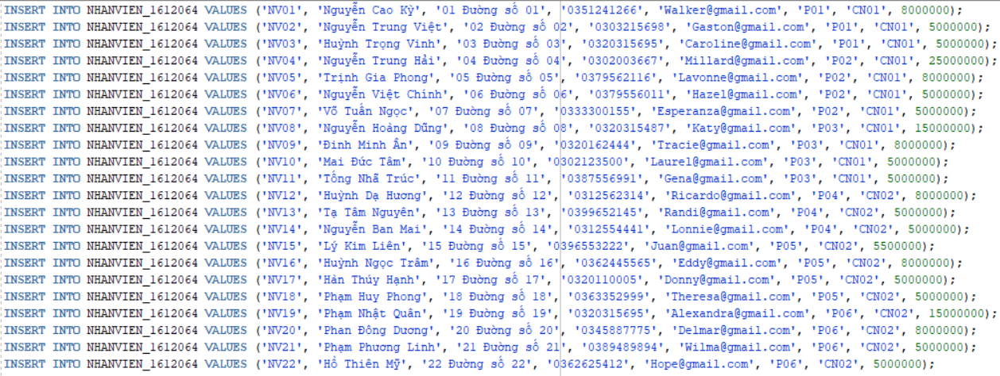 INSERT INTO NHANVIEN_1612064 VALUES ('NV01', 'Nguyễn Cao Kỳ', '01 Đường số 01', '0351241266', 'Walker@gmail.com', 'P01', 'CN01', 8000000);
INSERT INTO NHANVIEN_1612064 VALUES ('NV02', 'Nguyễn Trung Việt', '02 Đường số 02', '0303215698', 'Gaston@gmail.com', 'P01', 'CN01', 5000000);
INSERT INTO NHANVIEN_1612064 VALUES ('NV03', 'Huỳnh Trọng Vinh', '03 Đường số 03', '0320315695', 'Caroline@gmail.com', 'P01', 'CN01', 5000000);
INSERT INTO NHANVIEN_1612064 VALUES ('NV04', 'Nguyễn Trung Hải', '04 Đường số 04', '0302003667', 'Millard@gmail.com', 'P02', 'CN01', 25000000);
INSERT INTO NHANVIEN_1612064 VALUES ('NV05', 'Trịnh Gia Phong', '05 Đường số 05', '0379562116', 'Lavonne@gmail.com', 'P02', 'CN01', 8000000);
INSERT INTO NHANVIEN_1612064 VALUES ('NV06', 'Nguyễn Việt Chính', '06 Đường số 06', '0379556011', 'Hazel@gmail.com', 'P02', 'CN01', 5000000);
INSERT INTO NHANVIEN_1612064 VALUES ('NV07', 'Võ Tuấn Ngọc', '07 Đường số 07', '0333300155', 'Esperanza@gmail.com', 'P02', 'CN01', 5000000);
INSERT INTO NHANVIEN_1612064 VALUES ('NV08', 'Nguyễn Hoàng Dũng', '08 Đường số 08', '0320315487', 'Katy@gmail.com', 'P03', 'CN01', 15000000);
INSERT INTO NHANVIEN_1612064 VALUES ('NV09', 'Đinh Minh Ân', '09 Đường số 09', '0320162444', 'Tracie@gmail.com', 'P03', 'CN01', 8000000);
INSERT INTO NHANVIEN_1612064 VALUES ('NV10', 'Mai Đức Tâm', '10 Đường số 10', '0302123500', 'Laurel@gmail.com', 'P03', 'CN01', 5000000);
INSERT INTO NHANVIEN_1612064 VALUES ('NV11', 'Tống Nhã Trúc', '11 Đường số 11', '0387556991', 'Gena@gmail.com', 'P03', 'CN01', 5000000);
INSERT INTO NHANVIEN_1612064 VALUES ('NV12', 'Huỳnh Dạ Hương', '12 Đường số 12', '0312562314', 'Ricardo@gmail.com', 'P04', 'CN02', 8000000);
INSERT INTO NHANVIEN_1612064 VALUES ('NV13', 'Tạ Tâm Nguyên', '13 Đường số 13', '0399652145', 'Randi@gmail.com', 'P04', 'CN02', 5000000);
INSERT INTO NHANVIEN_1612064 VALUES ('NV14', 'Nguyễn Ban Mai', '14 Đường số 14', '0312554441', 'Lonnie@gmail.com', 'P04', 'CN02', 5000000);
INSERT INTO NHANVIEN_1612064 VALUES ('NV15', 'Lý Kim Liên', '15 Đường số 15', '0396553222', 'Juan@gmail.com', 'P05', 'CN02', 5500000);
INSERT INTO NHANVIEN_1612064 VALUES ('NV16', 'Huỳnh Ngọc Trâm', '16 Đường số 16', '0362445565', 'Eddy@gmail.com', 'P05', 'CN02', 8000000);
INSERT INTO NHANVIEN_1612064 VALUES ('NV17', 'Hàn Thúy Hạnh', '17 Đường số 17', '0320110005', 'Donny@gmail.com', 'P05', 'CN02', 5000000);
INSERT INTO NHANVIEN_1612064 VALUES ('NV18', 'Phạm Huy Phong', '18 Đường số 18', '0363352999', 'Theresa@gmail.com', 'P05', 'CN02', 5000000);
INSERT INTO NHANVIEN_1612064 VALUES ('NV19', 'Phạm Nhật Quân', '19 Đường số 19', '0320315695', 'Alexandra@gmail.com', 'P06', 'CN02', 15000000);
INSERT INTO NHANVIEN_1612064 VALUES ('NV20', 'Phan Đông Dương', '20 Đường số 20', '0345887775', 'Delmar@gmail.com', 'P06', 'CN02', 8000000);
INSERT INTO NHANVIEN_1612064 VALUES ('NV21', 'Phạm Phương Linh', '21 Đường số 21', '0389489894', 'Wilma@gmail.com', 'P06', 'CN02', 5000000);
INSERT INTO NHANVIEN_1612064 VALUES ('NV22', 'Hồ Thiên Mỹ', '22 Đường số 22', '0362625412', 'Hope@gmail.com', 'P06', 'CN02', 5000000);